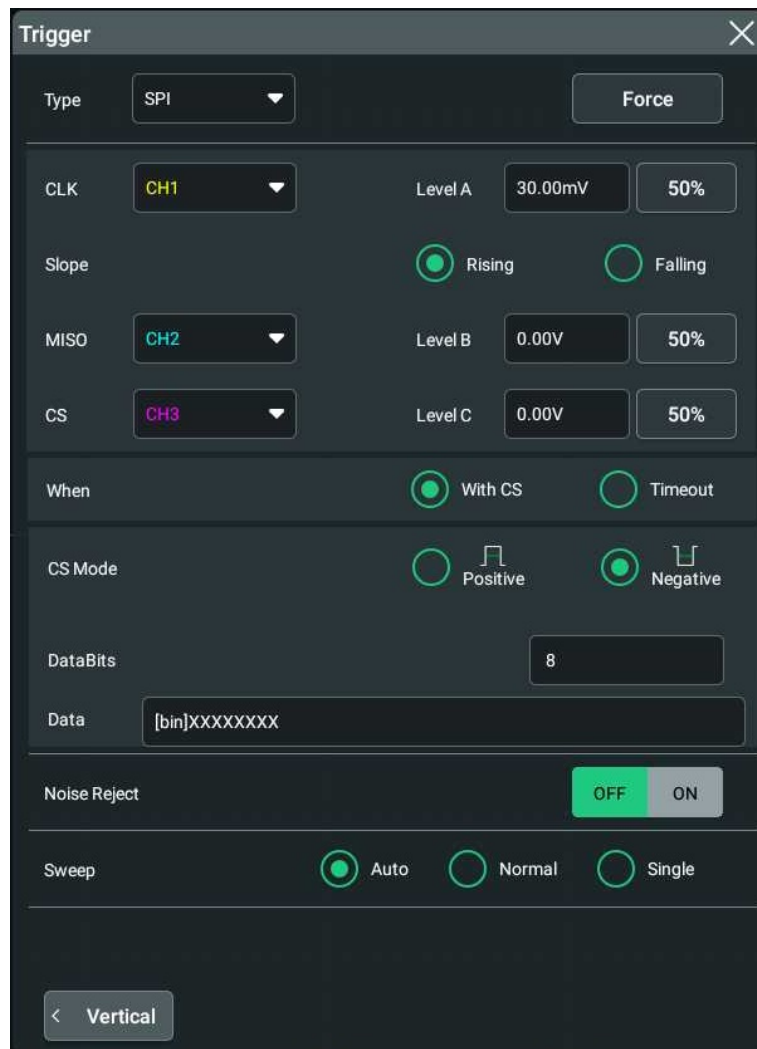 Trigger
Type SPI Force
CLK CH1 Level A 30.00mV 50%
Slope Rising Falling
MISO CH2 Level B 0.00V 50%
CS CH3 Level C 0.00V 50%
When With CS Timeout
CS Mode Positive Negative
DataBits 8
Data [bin]XXXXXXXX
Noise Reject OFF ON
Sweep Auto Normal Single
< Vertical